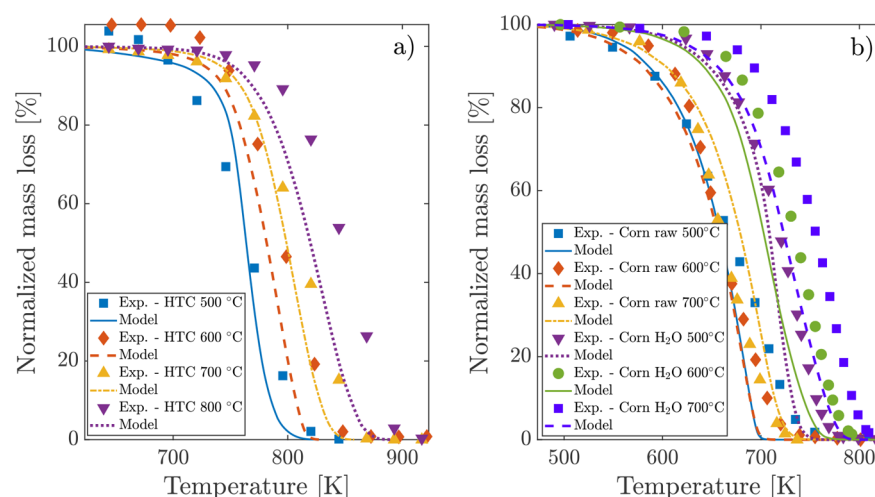 100
80
60
40
20
0
700
800
900
Temperature [K]
Normalized mass loss [%]
a)
Exp. - HTC 500 °C
Model
Exp. - HTC 600 °C
Model
Exp. - HTC 700 °C
Model
Exp. - HTC 800 °C
Model
100
80
60
40
20
0
500
600
700
800
Temperature [K]
Normalized mass loss [%]
b)
Exp. - Corn raw 500°C
Model
Exp. - Corn raw 600°C
Model
Exp. - Corn raw 700°C
Model
Exp. - Corn H₂O 500°C
Model
Exp. - Corn H₂O 600°C
Model
Exp. - Corn H₂O 700°C
Model